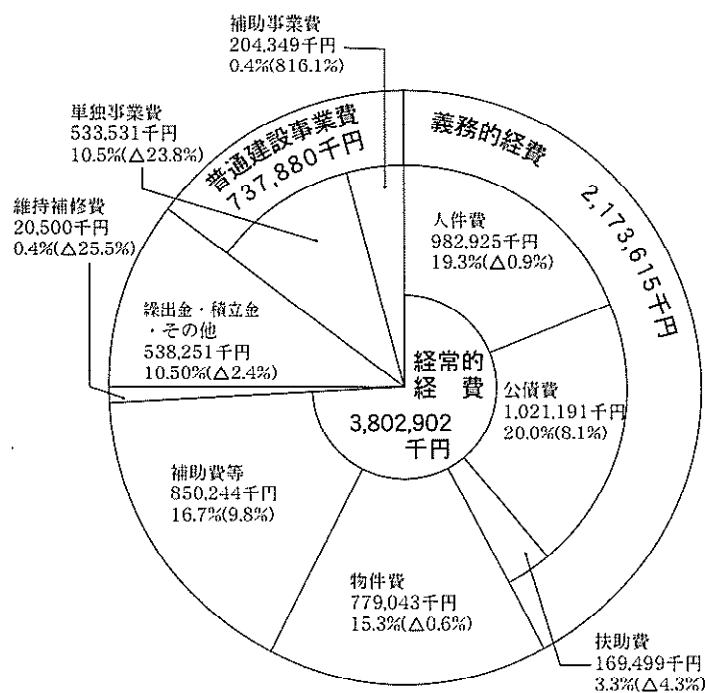 補助事業費
204,349千円
0.4%(816.1%)
単独事業費
533,531千円
10.5%(△23.8%)
普通建設事業費
737,880千円
義務的経費
2,173,615千円
維持補修費
20,500千円
0.4%(△25.5%)
人件費
982,925千円
19.3%(△0.9%)
繰出金・積立金
・その他
538,251千円
10.50%(△2.4%)
経常的
経費
3,802,902
千円
公債費
1,021,191千円
20.0%(8.1%)
補助費等
850,244千円
16.7%(9.8%)
物件費
779,043千円
15.3%(△0.6%)
扶助費
169,499千円
3.3%(△4.3%)